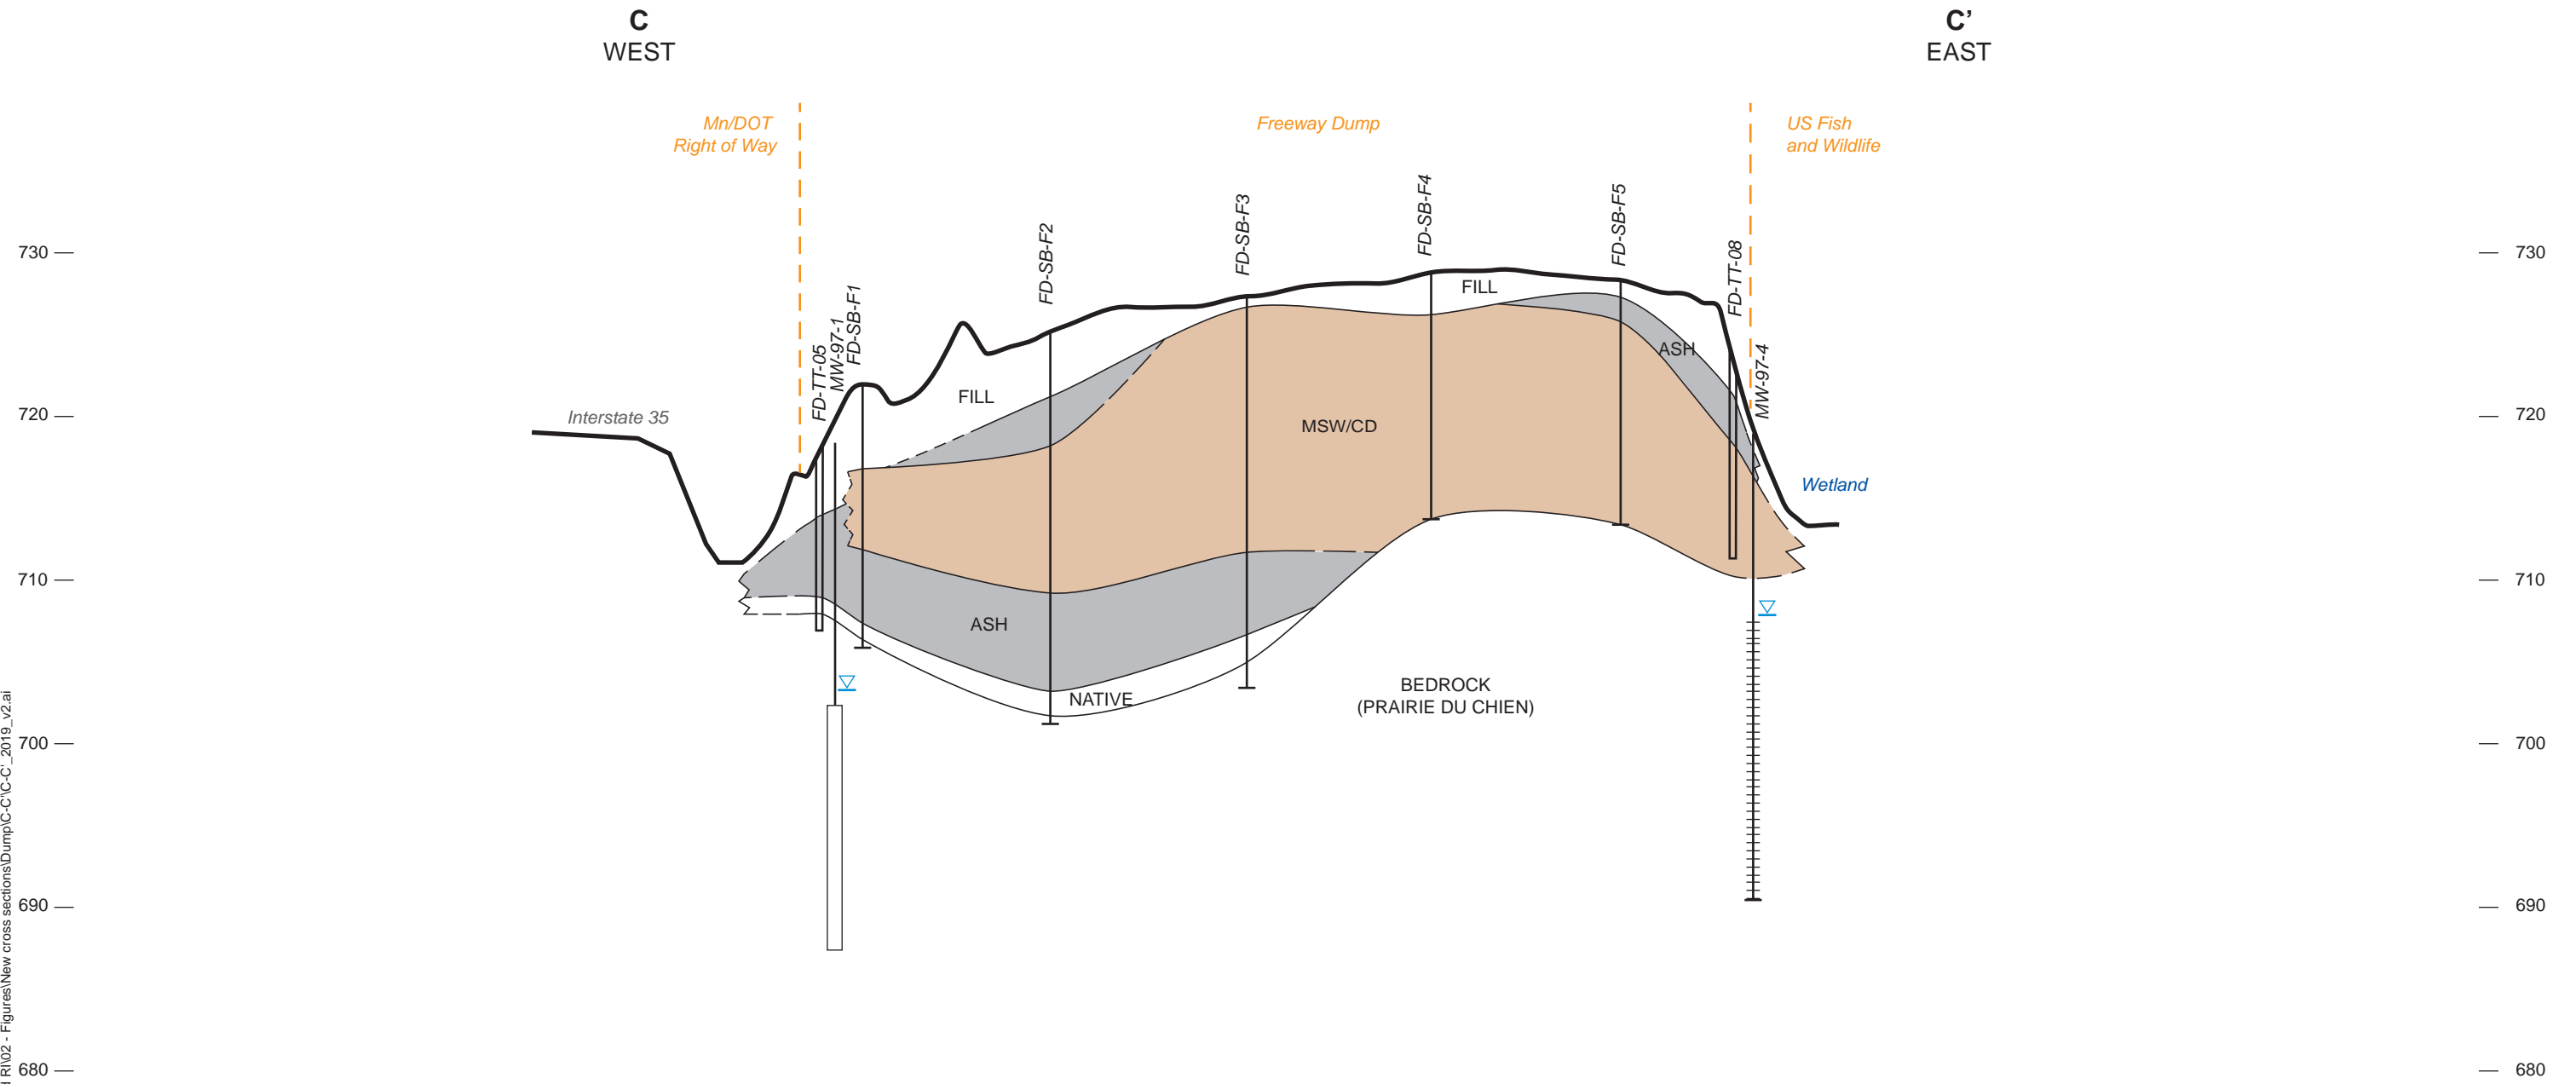 C
WEST
C’
EAST
Mn/DOT
Right of Way
Freeway Dump
US Fish
and Wildlife
FD-TT-05
MW-97-1
FD-SB-F1
FD-SB-F2
FD-SB-F3
FD-SB-F4
FD-SB-F5
FD-TT-08
MW-97-4
730
730
FILL
ASH
720
Interstate 35
FILL
MSW/CD
720
Wetland
710
710
ASH
NATIVE
BEDROCK
(PRAIRIE DU CHIEN)
700
700
690
690
680
680
RI\02 - Figures\New cross sections\Dump\C-C'\C-C'_2019_v2.ai